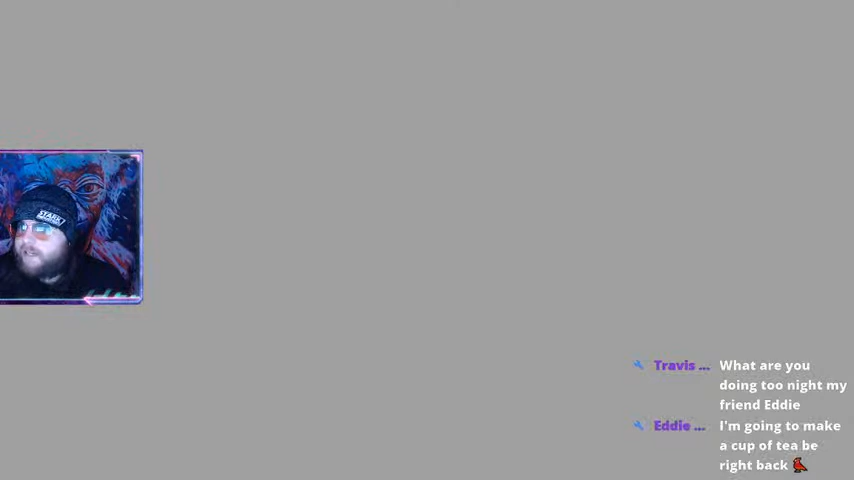 STARK
Travis ... What are you
doing too night my
friend Eddie
Eddie ... I'm going to make
a cup of tea be
right back